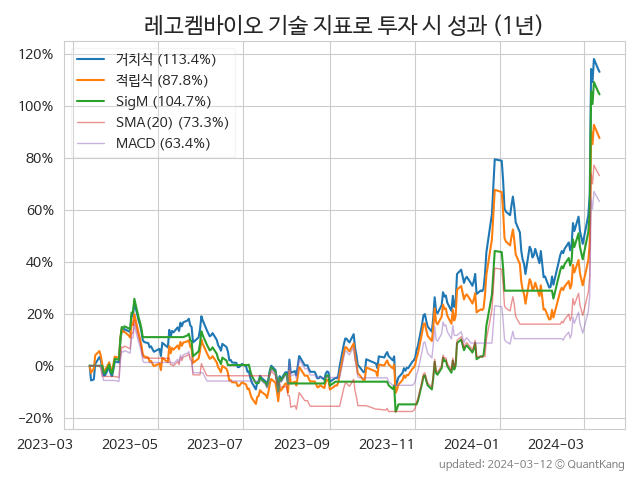 레고켐바이오 기술 지표로 투자 시 성과 (1년)
120%
100%
80%
60%
40%
20%
0%
−20%
거치식 (113.4%)
적립식 (87.8%)
SigM (104.7%)
SMA(20) (73.3%)
MACD (63.4%)
2023−03
2023−05
2023−07
2023−09
2023−11
2024−01
2024−03
updated: 2024−03−12 © QuantKang